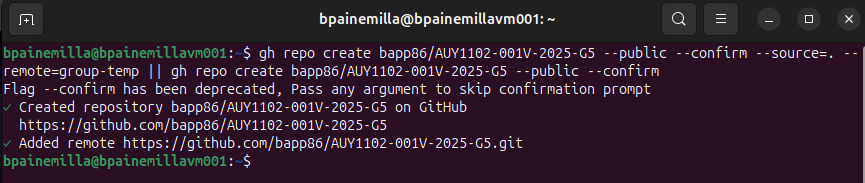 bpainemilla@bpainemillavm001: ~
bpainemilla@bpainemillavm001:~$ gh repo create bapp86/AUY1102-001V-2025-G5 --public --confirm --source=. --
remote=group-temp || gh repo create bapp86/AUY1102-001V-2025-G5 --public --confirm
Flag --confirm has been deprecated, Pass any argument to skip confirmation prompt
✓ Created repository bapp86/AUY1102-001V-2025-G5 on GitHub
  https://github.com/bapp86/AUY1102-001V-2025-G5
✓ Added remote https://github.com/bapp86/AUY1102-001V-2025-G5.git
bpainemilla@bpainemillavm001:~$